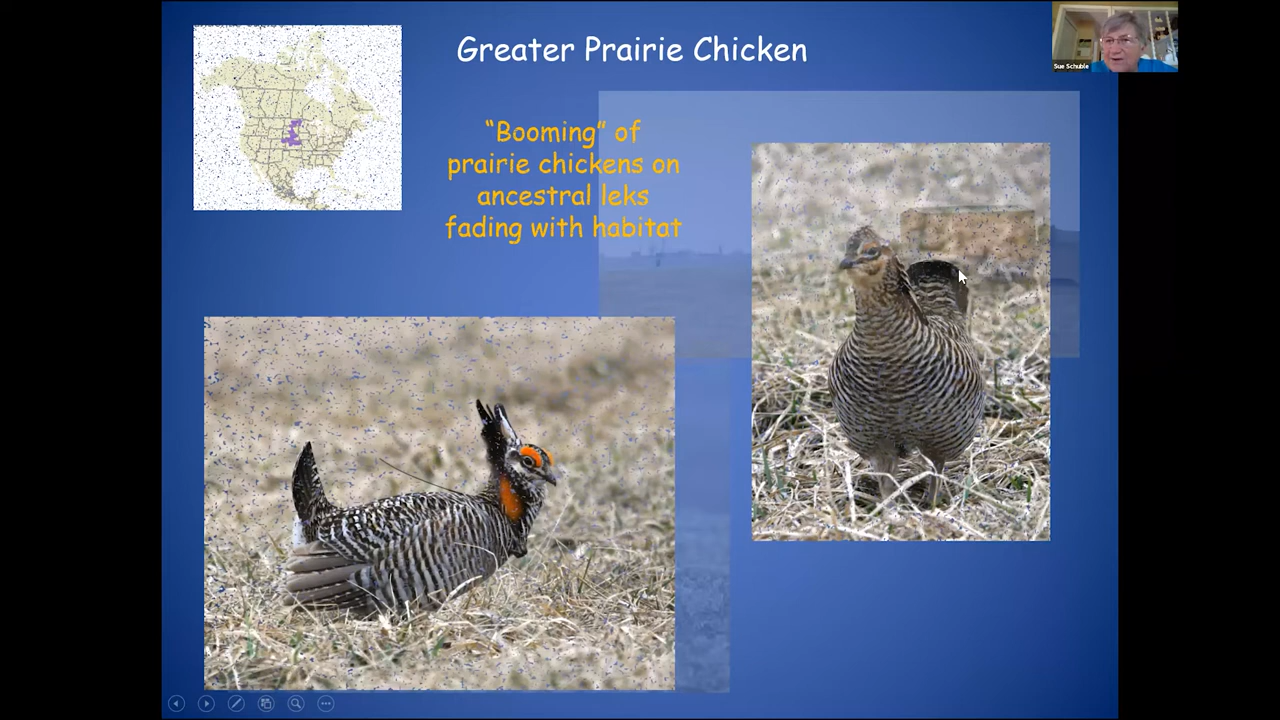 Greater Prairie Chicken
Sue Schuble
"Booming" of
prairie chickens on
ancestral leks
fading with habitat